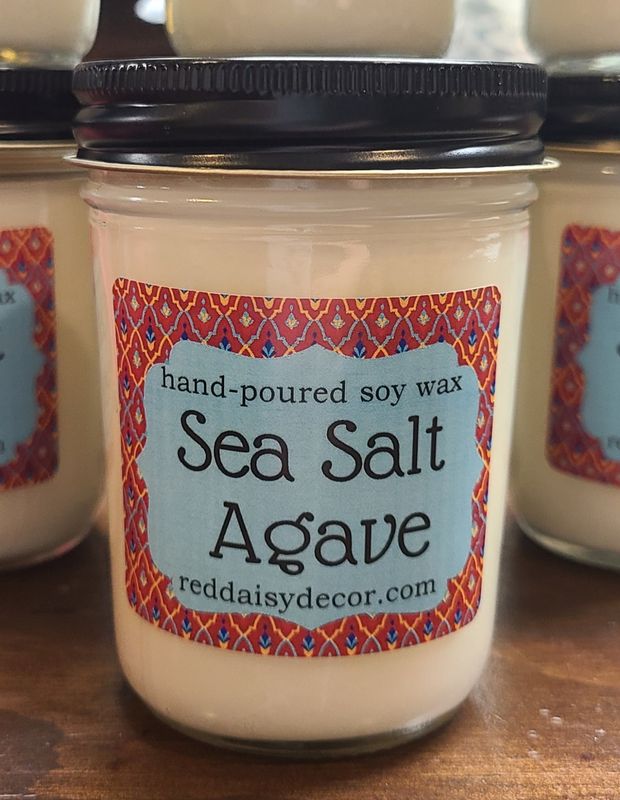 hand-poured soy wax
Sea Salt
Agave
reddaisydecor.com